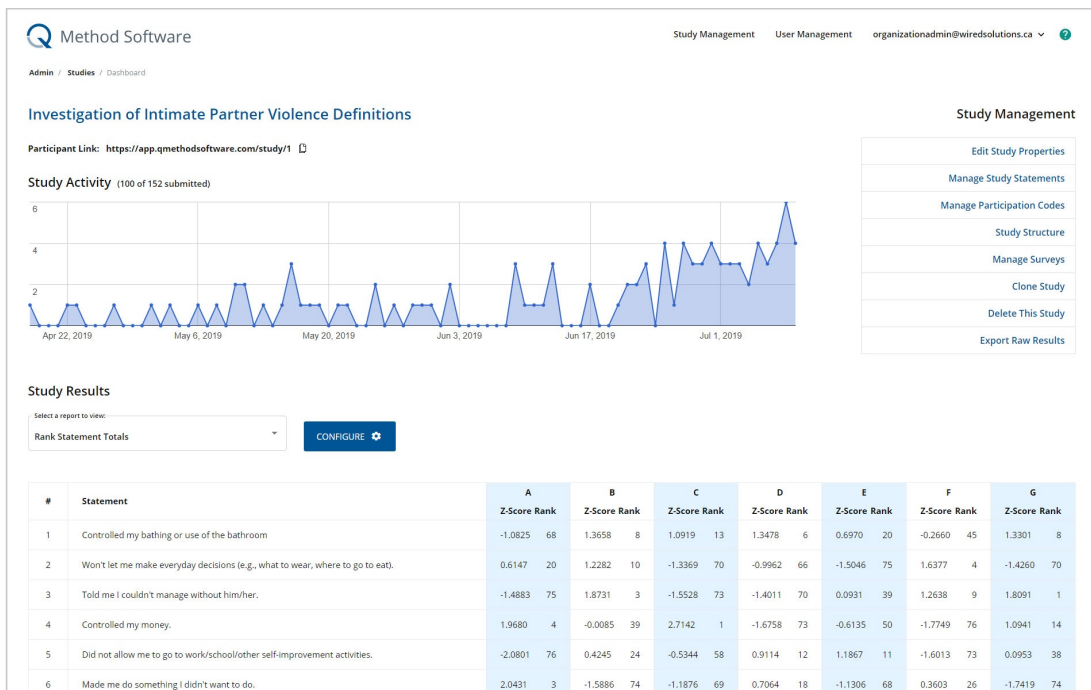 Method Software
Study Management User Management organizationadmin@wiredsolutions.ca ?
Admin / Studies / Dashboard
Investigation of Intimate Partner Violence Definitions
Study Management
Participant Link: https://app.qmethodsoftware.com/study/1
Edit Study Properties
Manage Study Statements
Manage Participation Codes
Study Structure
Manage Surveys
Clone Study
Delete This Study
Export Raw Results
Study Activity (100 of 152 submitted)
6
4
2
Apr 22, 2019 May 6, 2019 May 20, 2019 Jun 3, 2019 Jun 17, 2019 Jul 1, 2019
Study Results
Select a report to view:
Rank Statement Totals
CONFIGURE
A B C D E F G
# Statement Z-Score Rank Z-Score Rank Z-Score Rank Z-Score Rank Z-Score Rank Z-Score Rank Z-Score Rank
1 Controlled my bathing or use of the bathroom -1.0825 68 1.3658 8 1.0919 13 1.3478 6 0.6970 20 -0.2660 45 1.3301 8
2 Won't let me make everyday decisions (e.g., what to wear, where to go to eat). 0.6147 20 1.2282 10 -1.3369 70 -0.9962 66 -1.5046 75 1.6377 4 -1.4260 70
3 Told me I couldn't manage without him/her. -1.4883 75 1.8731 3 -1.5528 73 -1.4011 70 0.0931 39 1.2638 9 1.8091 1
4 Controlled my money. 1.9680 4 -0.0085 39 2.7142 1 -1.6758 73 -0.6135 50 -1.7749 76 1.0941 14
5 Did not allow me to go to work/school/other self-improvement activities. -2.0801 76 0.4245 24 -0.5344 58 0.9114 12 1.1867 11 -1.6013 73 0.0953 38
6 Made me do something I didn't want to do. 2.0431 3 -1.5886 74 -1.1876 69 0.7064 18 -1.1306 68 0.3603 26 -1.7419 74